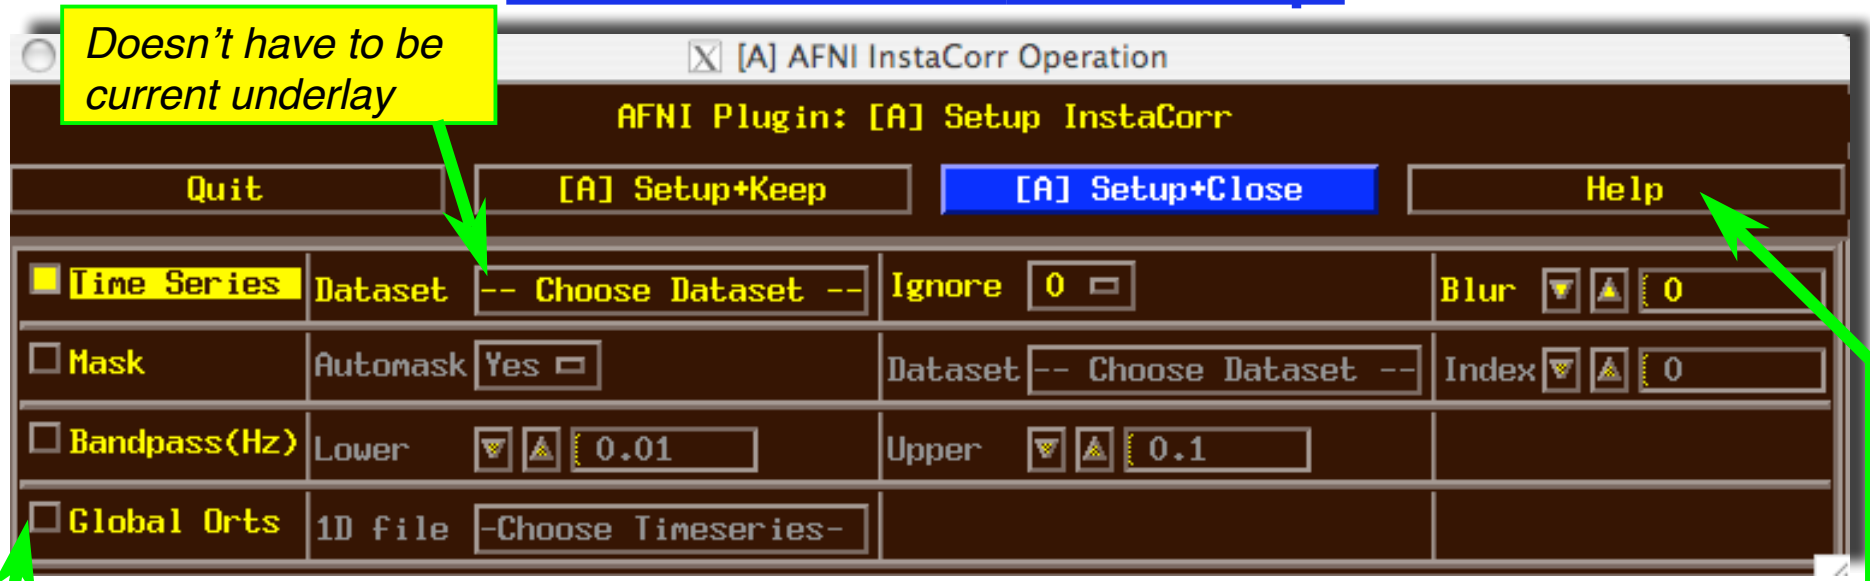 Doesn't have to be
current underlay
[A] AFNI InstaCorr Operation
AFNI Plugin: [A] Setup InstaCorr
Quit [A] Setup+Keep [A] Setup+Close Help
Time Series Dataset -- Choose Dataset -- Ignore 0 Blur 0
Mask Automask Yes Dataset -- Choose Dataset -- Index 0
Bandpass(Hz) Lower 0.01 Upper 0.1
Global Orts 1D file -Choose Timeseries-